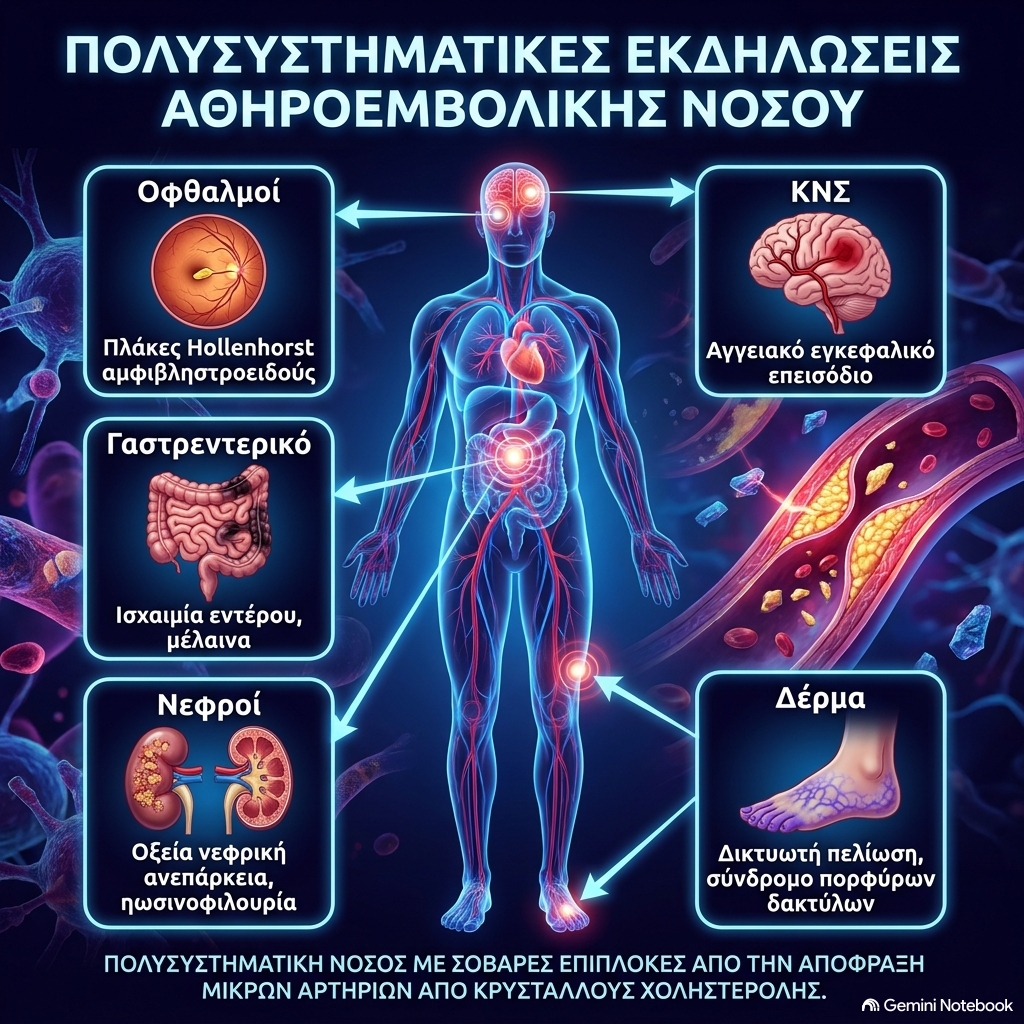 ΠΟΛΥΣΥΣΤΗΜΑΤΙΚΕΣ ΕΚΔΗΛΩΣΕΙΣ
ΑΘΗΡΟΕΜΒΟΛΙΚΗΣ ΝΟΣΟΥ
Οφθαλμοί
Πλάκες Hollenhorst
αμφιβληστροειδούς
ΚΝΣ
Αγγειακό εγκεφαλικό
επεισόδιο
Γαστρεντερικό
Ισχαιμία εντέρου,
μέλαινα
Νεφροί
Οξεία νεφρική
ανεπάρκεια,
ηωσινοφιλουρία
Δέρμα
Δικτυωτή πελίωση,
σύνδρομο πορφύρων
δακτύλων
ΠΟΛΥΣΥΣΤΗΜΑΤΙΚΗ ΝΟΣΟΣ ΜΕ ΣΟΒΑΡΕΣ ΕΠΙΠΛΟΚΕΣ ΑΠΟ ΤΗΝ ΑΠΟΦΡΑΞΗ
ΜΙΚΡΩΝ ΑΡΤΗΡΙΩΝ ΑΠΟ ΚΡΥΣΤΑΛΛΟΥΣ ΧΟΛΗΣΤΕΡΟΛΗΣ.
Gemini Notebook